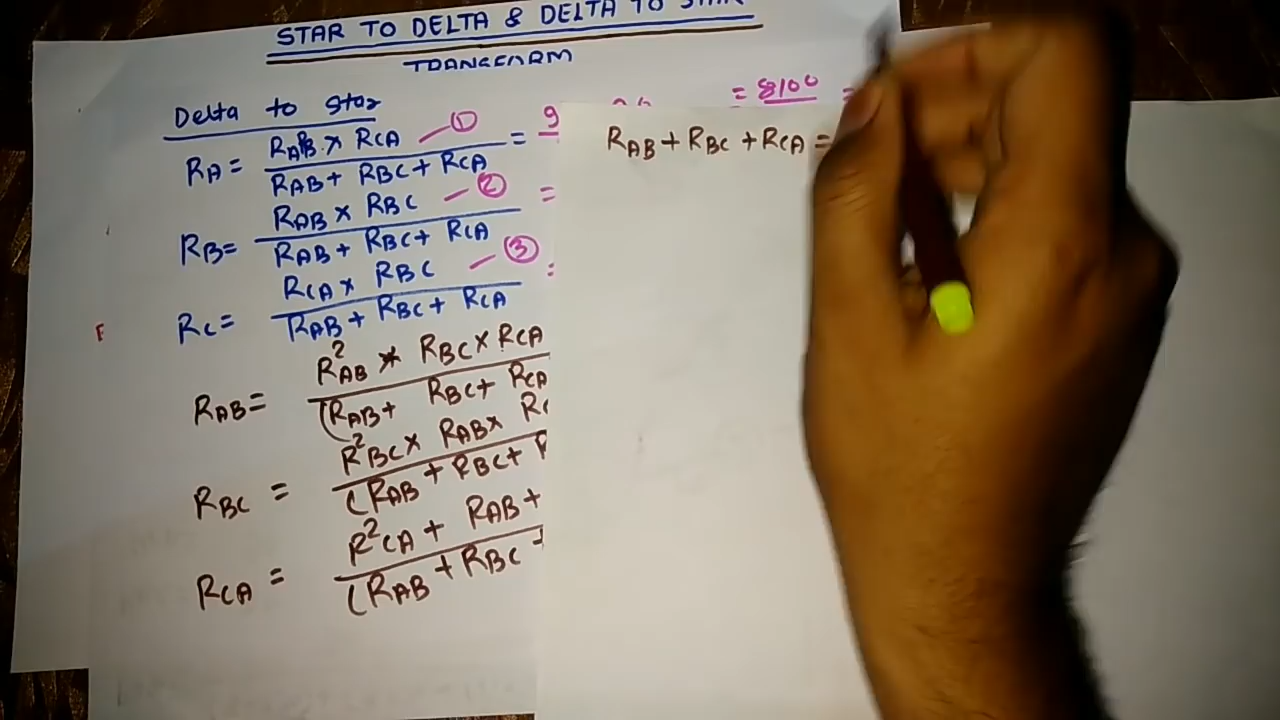 STAR TO DELTA & DELTA TO STAR
TRANSFORM
Delta to Star
RA = RAB × RCA / RAB + RBC + RCA — ① = 9
= 8100 =
RB = RAB × RBC / RAB + RBC + RCA — ② =
RC = RCA × RBC / RAB + RBC + RCA — ③ =
RAB = R²AB × RBC × RCA / (RAB + RBC + RCA
RBC = R²BC × RAB × / (RAB + RBC +
RCA = R²CA + RAB + / (RAB + RBC +
RAB + RBC + RCA =